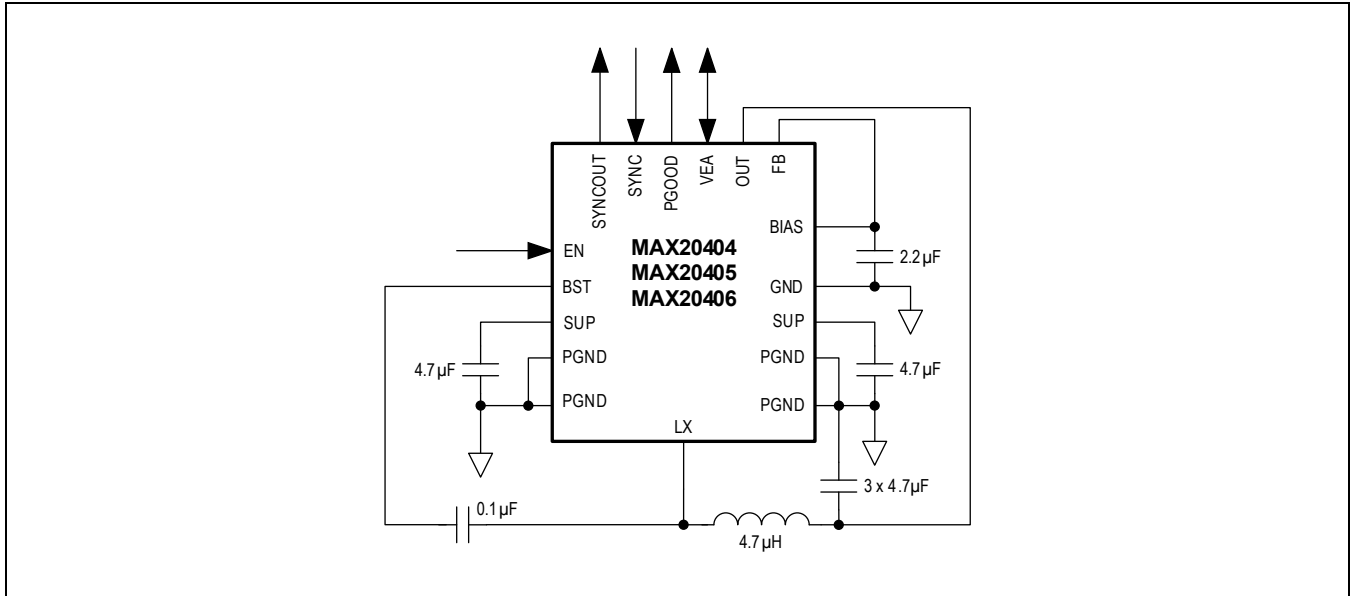 SYNCOUT
SYNC
PGOOD
VEA
OUT
FB
BIAS
2.2µF
EN
MAX20404
MAX20405
MAX20406
BST
GND
SUP
SUP
4.7µF
PGND
PGND
4.7µF
PGND
PGND
LX
3 x 4.7µF
0.1µF
4.7µH